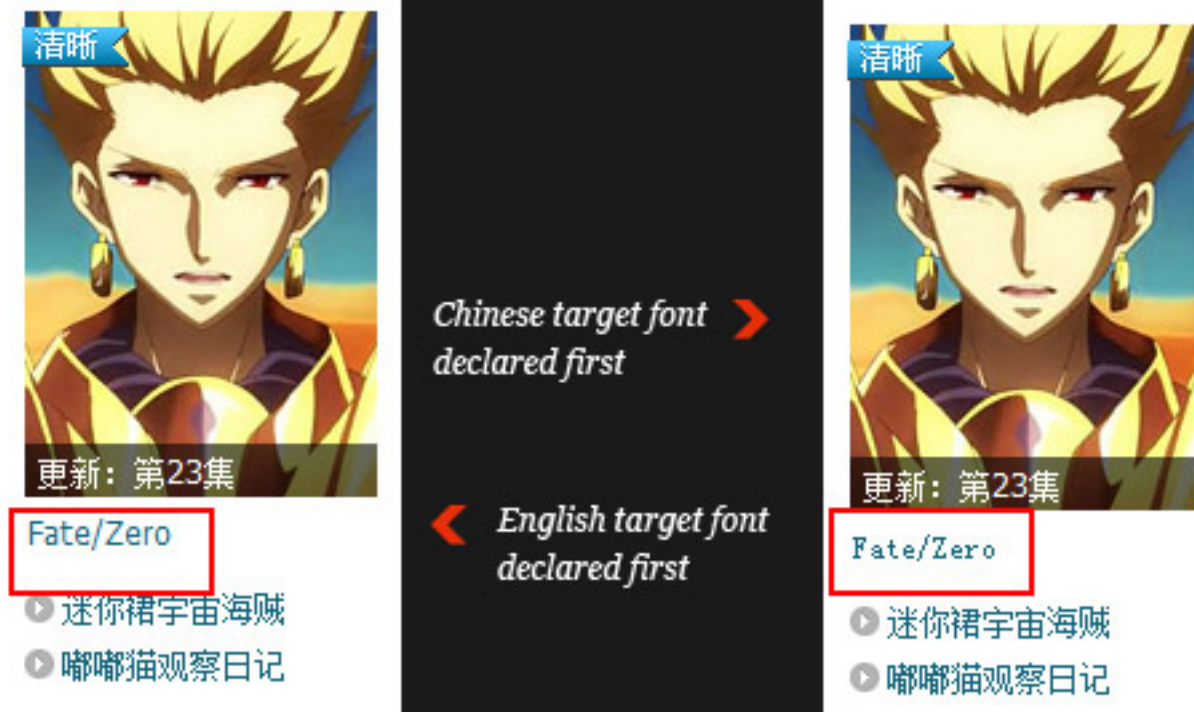 清晰
更新：第23集
Fate/Zero
迷你裙宇宙海贼
嘟嘟猫观察日记
Chinese target font
declared first
English target font
declared first
清晰
更新：第23集
Fate/Zero
迷你裙宇宙海贼
嘟嘟猫观察日记